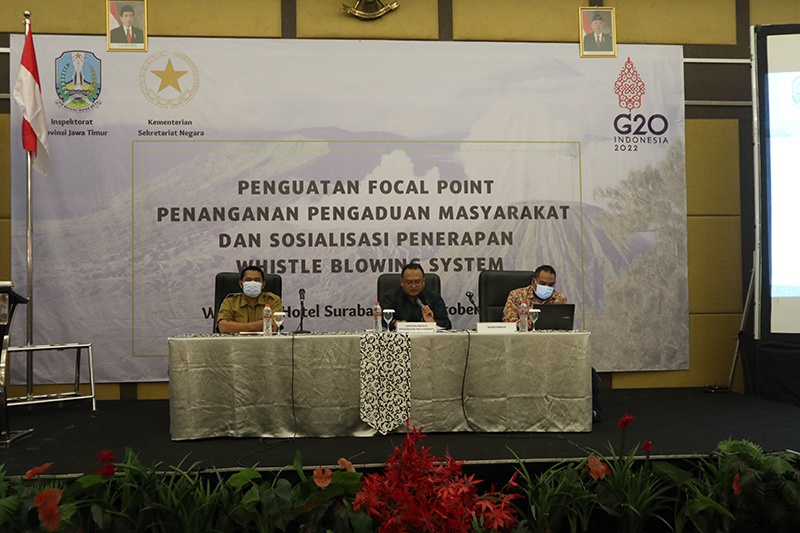 Inspektorat
Provinsi Jawa Timur
Kementerian
Sekretariat Negara
G20
INDONESIA
2022
PENGUATAN FOCAL POINT
PENANGANAN PENGADUAN MASYARAKAT
DAN SOSIALISASI PENERAPAN
WHISTLE BLOWING SYSTEM
Hotel